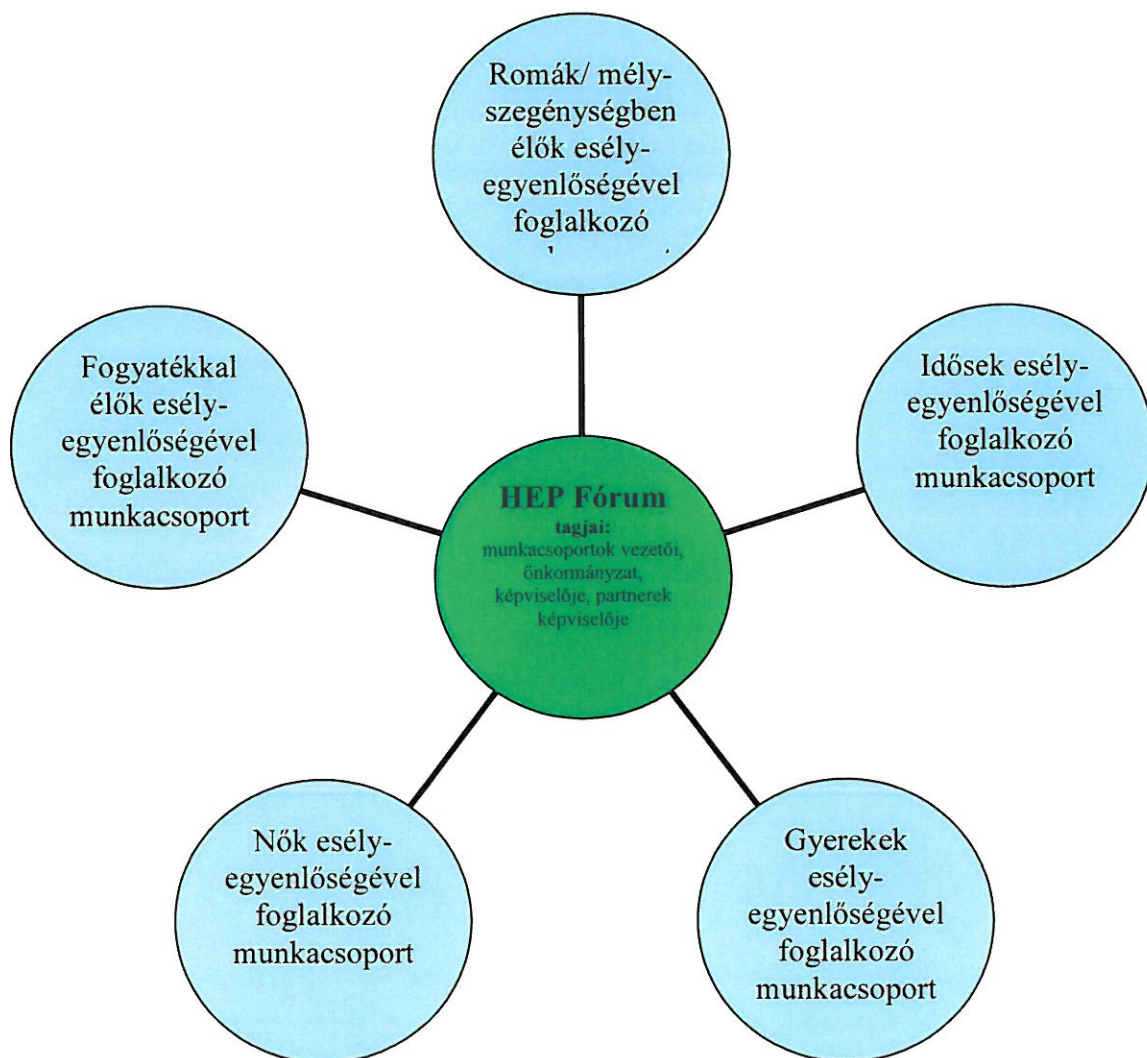 Romák/ mély-
szegénységben
élők esély-
egyenlőségével
foglalkozó
Fogyatékkal
élők esély-
egyenlőségével
foglalkozó
munkacsoport
Idősek esély-
egyenlőségével
foglalkozó
munkacsoport
HEP Fórum
tagjai:
munkacsoportok vezetői,
önkormányzat,
képviselője, partnerek
képviselője
Nők esély-
egyenlőségével
foglalkozó
munkacsoport
Gyerekek
esély-
egyenlőségével
foglalkozó
munkacsoport